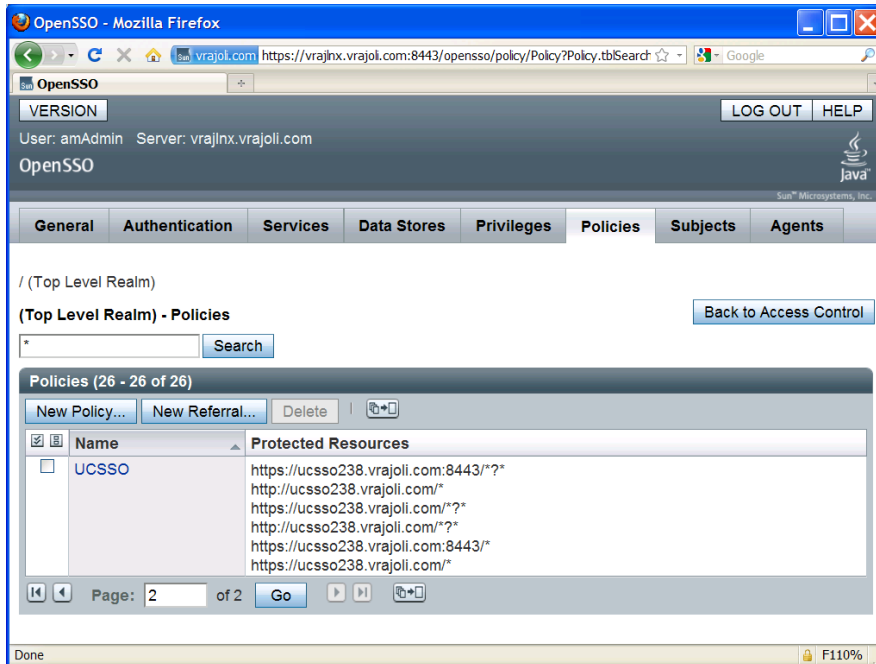 OpenSSO - Mozilla Firefox
vrajoli.com https://vrajlnx.vrajoli.com:8443/opensso/policy/Policy?Policy.tblSearch Google
OpenSSO
VERSION LOG OUT HELP
User: amAdmin Server: vrajlnx.vrajoli.com
OpenSSO
Java
Sun™ Microsystems, Inc.
General Authentication Services Data Stores Privileges Policies Subjects Agents
/ (Top Level Realm)
(Top Level Realm) - Policies Back to Access Control
* Search
Policies (26 - 26 of 26)
New Policy... New Referral... Delete
Name Protected Resources
UCSSO https://ucsso238.vrajoli.com:8443/*?*
http://ucsso238.vrajoli.com/*
https://ucsso238.vrajoli.com/*?*
http://ucsso238.vrajoli.com/*?*
https://ucsso238.vrajoli.com:8443/*
https://ucsso238.vrajoli.com/*
Page: 2 of 2 Go
Done F110%